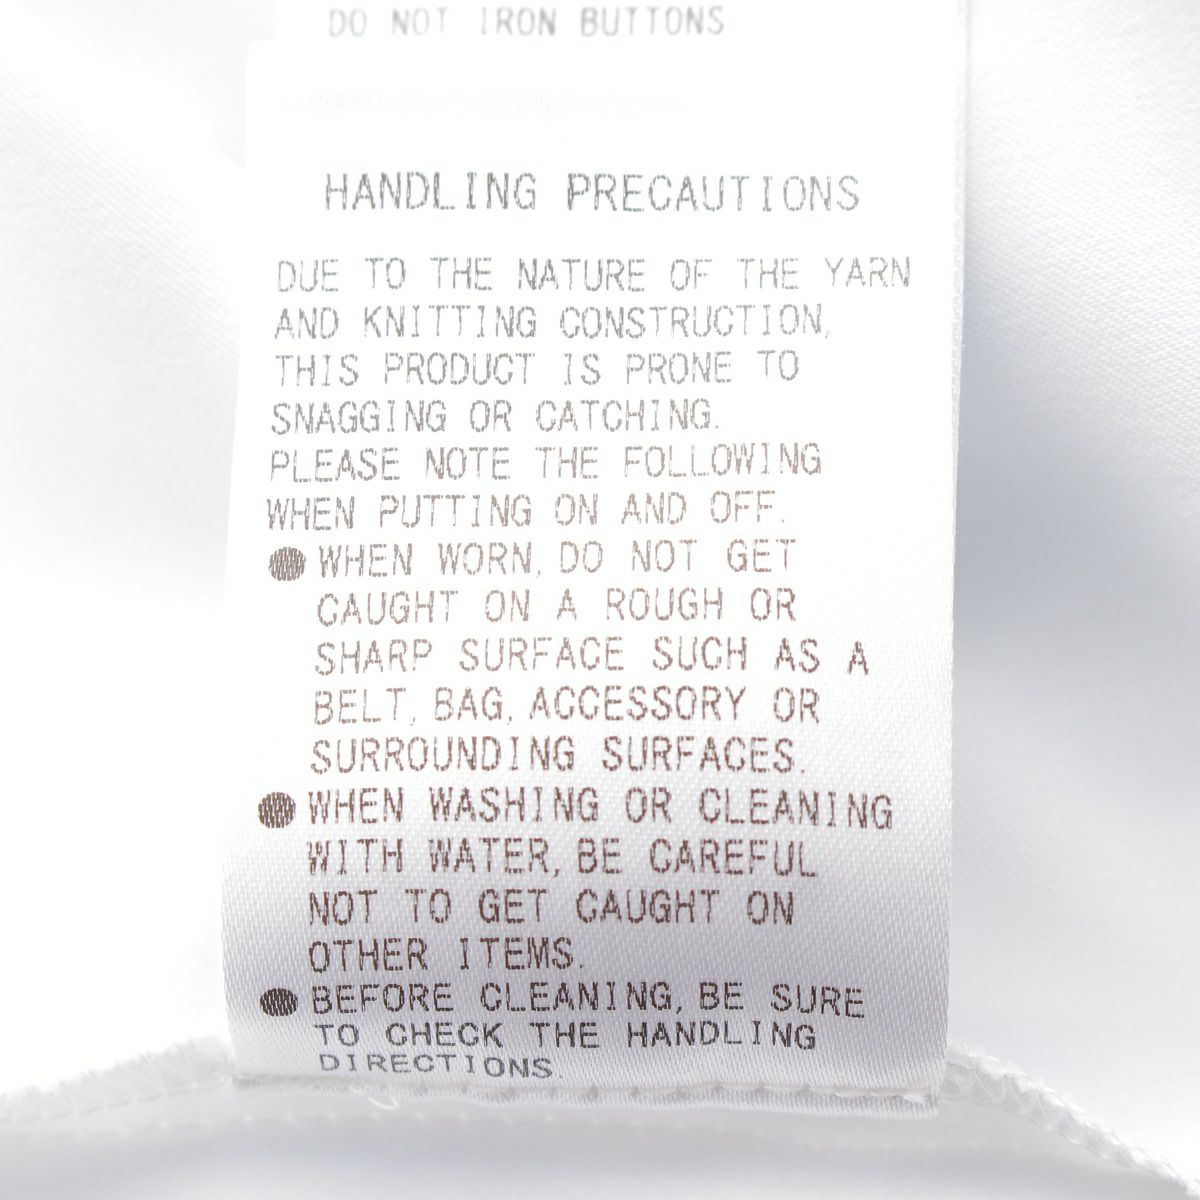 DO NOT IRON BUTTONS
HANDLING PRECAUTIONS
DUE TO THE NATURE OF THE YARN
AND KNITTING CONSTRUCTION,
THIS PRODUCT IS PRONE TO
SNAGGING OR CATCHING.
PLEASE NOTE THE FOLLOWING
WHEN PUTTING ON AND OFF.
●WHEN WORN, DO NOT GET
CAUGHT ON A ROUGH OR
SHARP SURFACE SUCH AS A
BELT, BAG, ACCESSORY OR
SURROUNDING SURFACES.
●WHEN WASHING OR CLEANING
WITH WATER, BE CAREFUL
NOT TO GET CAUGHT ON
OTHER ITEMS.
●BEFORE CLEANING, BE SURE
TO CHECK THE HANDLING
DIRECTIONS.